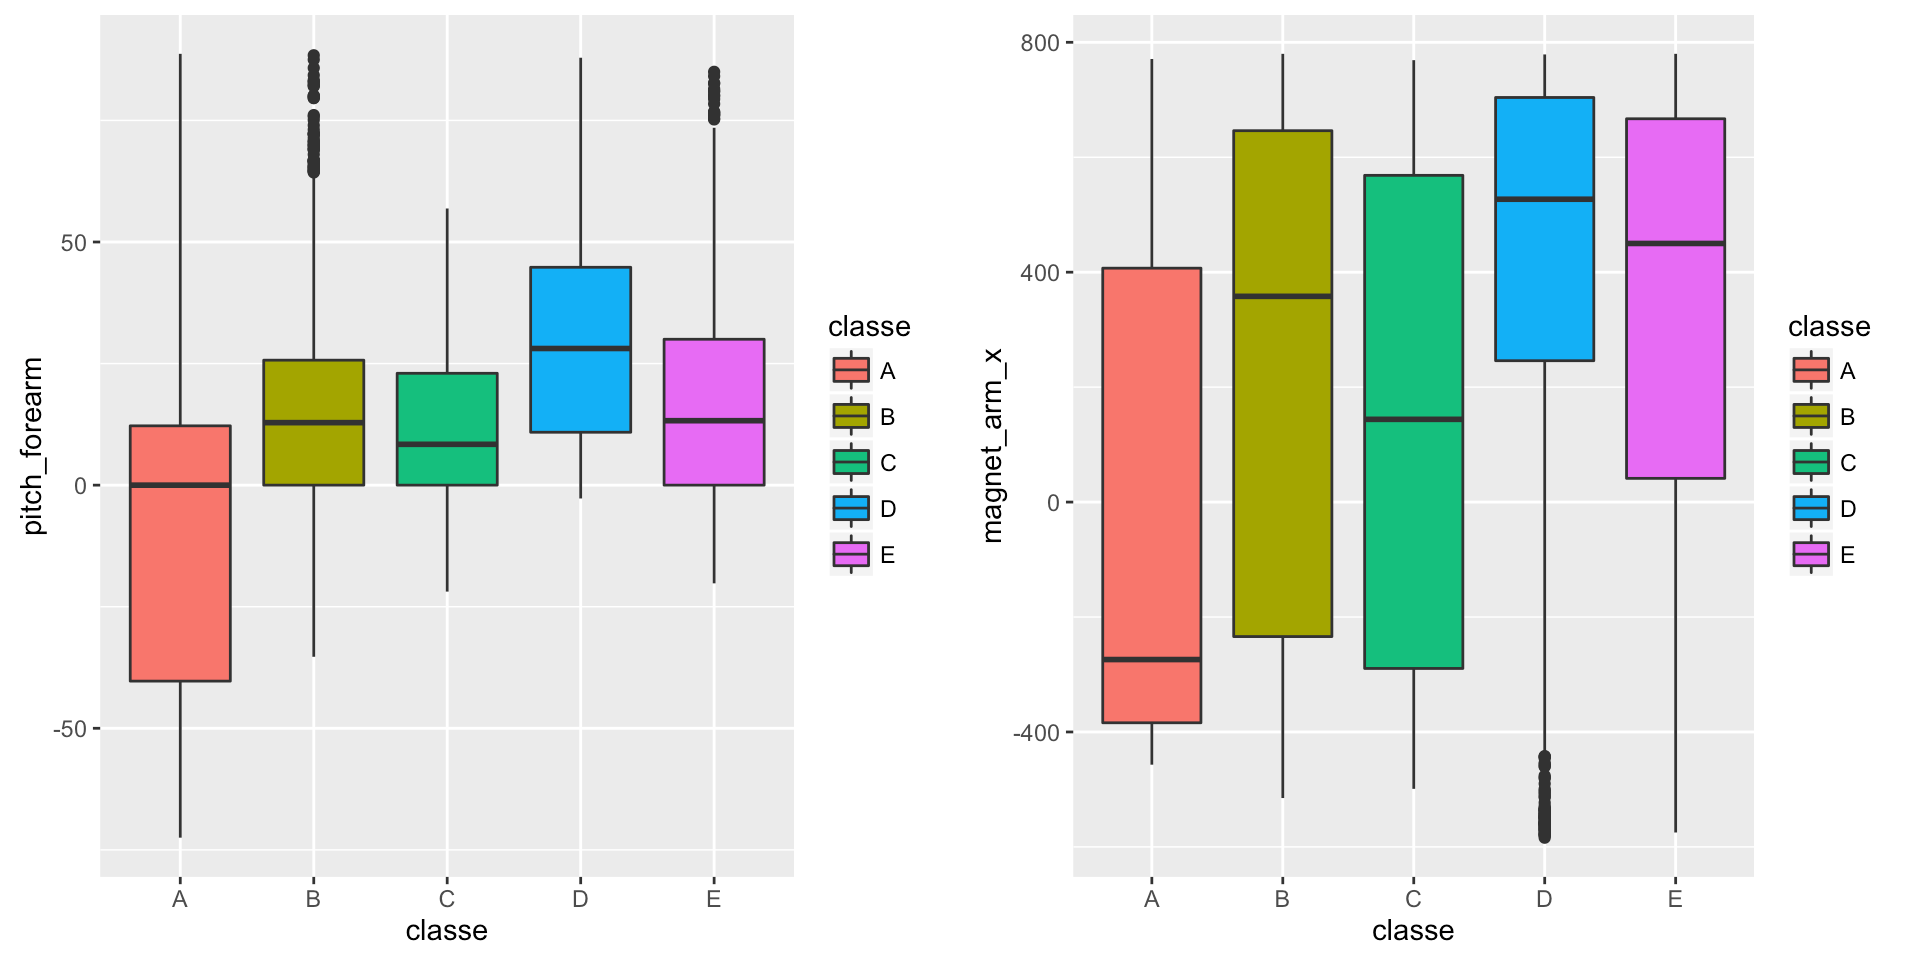 pitch_forearm
50
0
-50
A B C D E
classe
classe
A
B
C
D
E
magnet_arm_x
800
400
0
-400
A B C D E
classe
classe
A
B
C
D
E